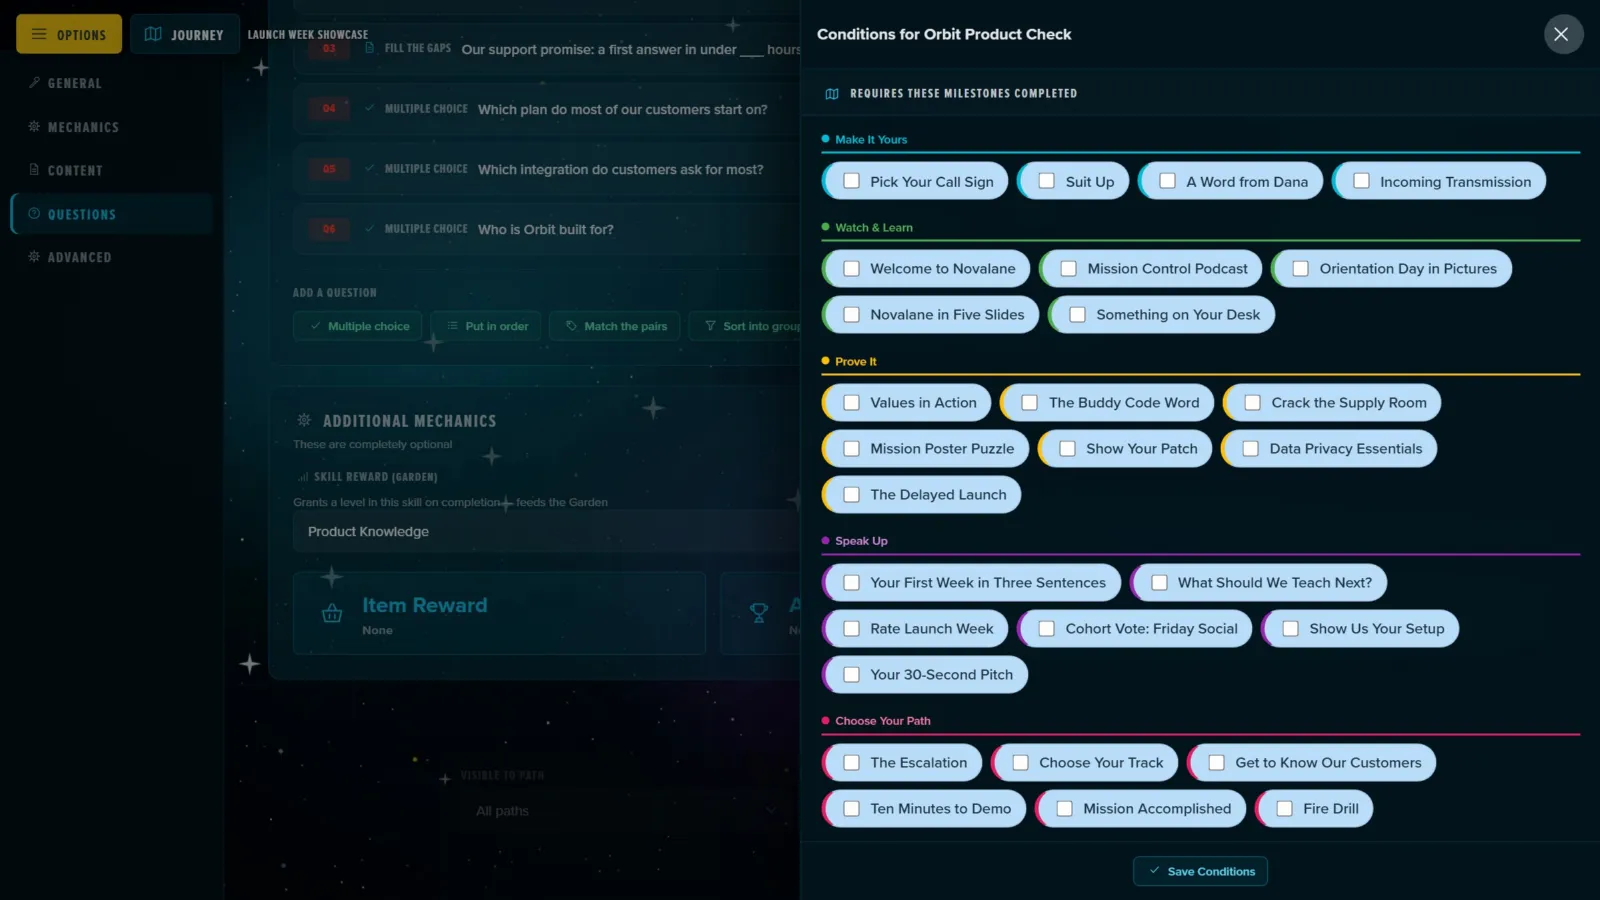 OPTIONS
JOURNEY
LAUNCH WEEK SHOWCASE
GENERAL
MECHANICS
CONTENT
QUESTIONS
ADVANCED
03 FILL THE GAPS Our support promise: a first answer in under ___ hours
04 MULTIPLE CHOICE Which plan do most of our customers start on?
05 MULTIPLE CHOICE Which integration do customers ask for most?
06 MULTIPLE CHOICE Who is Orbit built for?
ADD A QUESTION
Multiple choice
Put in order
Match the pairs
Sort into
ADDITIONAL MECHANICS
These are completely optional
SKILL REWARD (GARDEN)
Grants a level in this skill on completion — feeds the Garden
Product Knowledge
Item Reward
None
VISIBLE TO PATH
All paths
Conditions for Orbit Product Check
REQUIRES THESE MILESTONES COMPLETED
Make It Yours
Pick Your Call Sign
Suit Up
A Word from Dana
Incoming Transmission
Watch & Learn
Welcome to Novalane
Mission Control Podcast
Orientation Day in Pictures
Novalane in Five Slides
Something on Your Desk
Prove It
Values in Action
The Buddy Code Word
Crack the Supply Room
Mission Poster Puzzle
Show Your Patch
Data Privacy Essentials
The Delayed Launch
Speak Up
Your First Week in Three Sentences
What Should We Teach Next?
Rate Launch Week
Cohort Vote: Friday Social
Show Us Your Setup
Your 30-Second Pitch
Choose Your Path
The Escalation
Choose Your Track
Get to Know Our Customers
Ten Minutes to Demo
Mission Accomplished
Fire Drill
Save Conditions